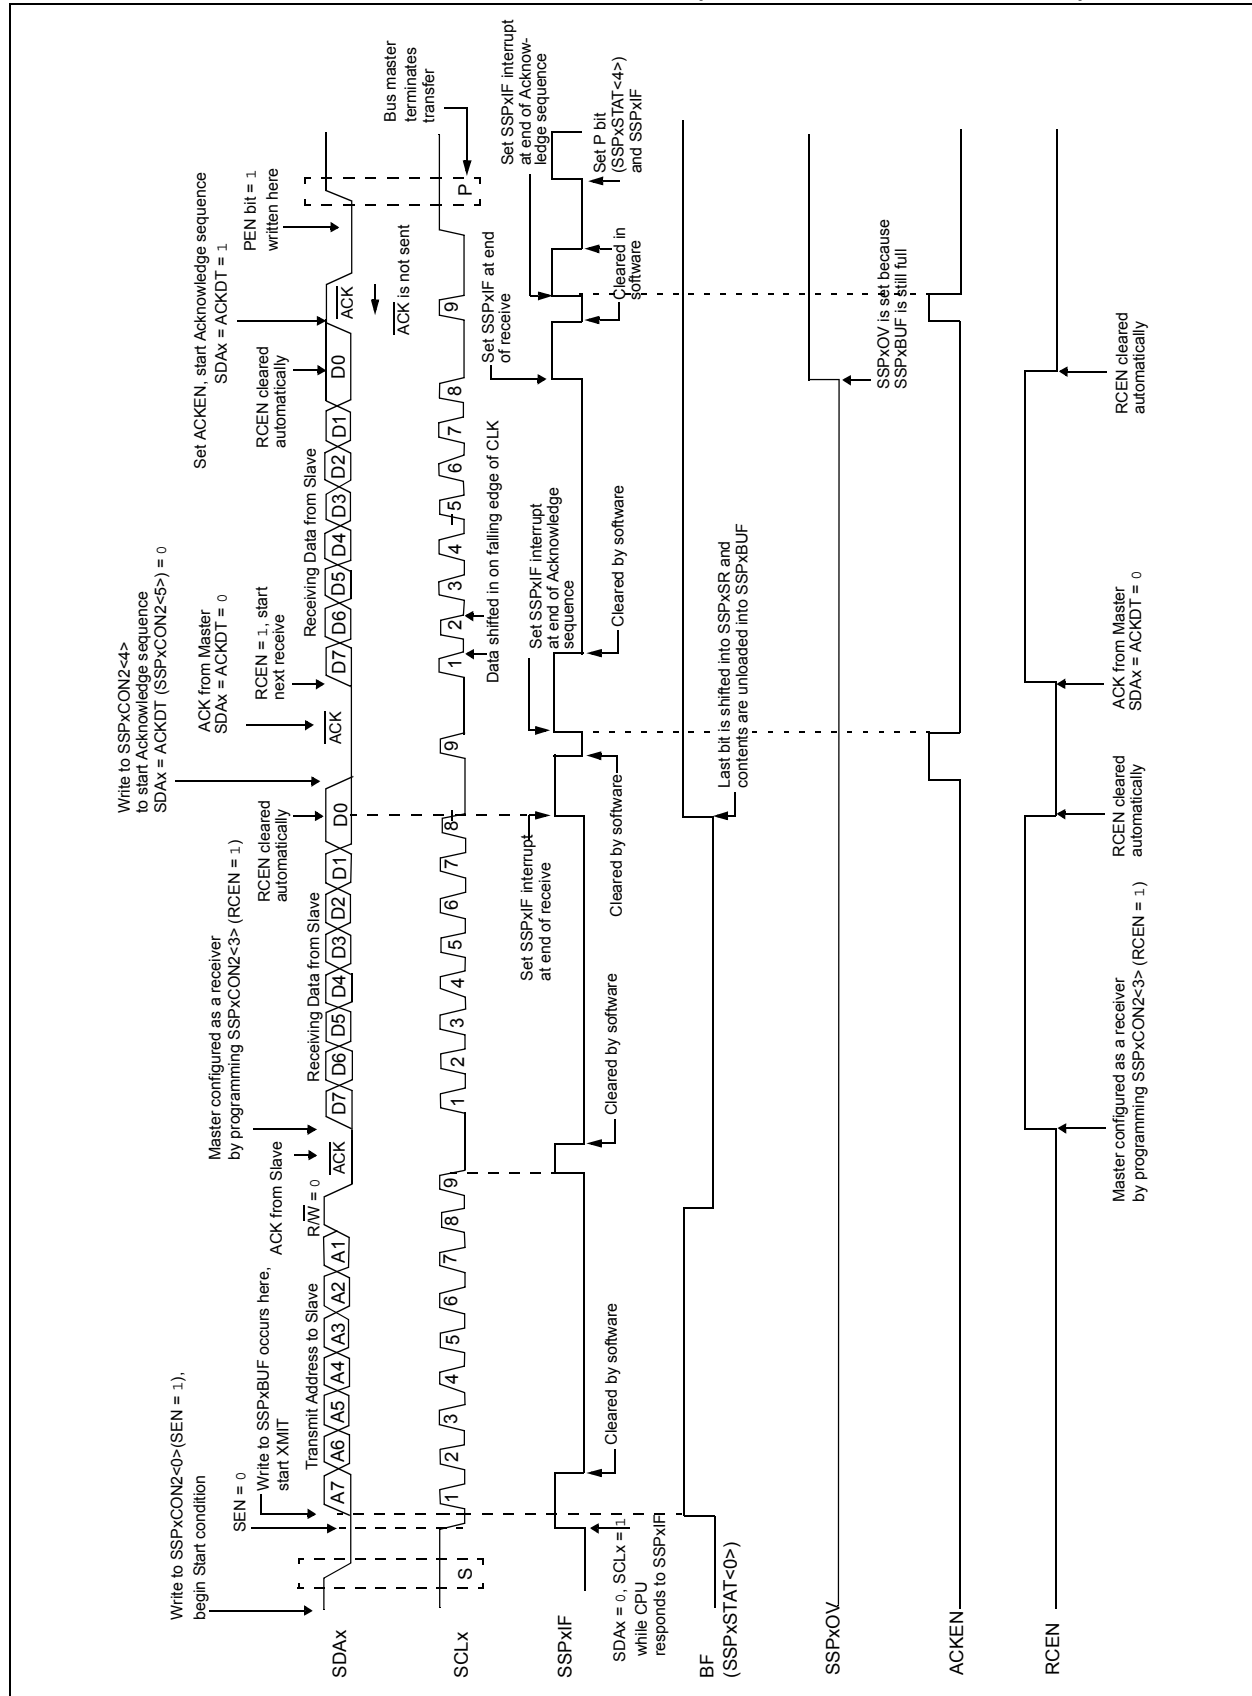 Write to SSPxCON2<0>(SEN = 1),
begin Start condition
SEN = 0
Write to SSPxBUF occurs here,
start XMIT
ACK from Slave
Master configured as a receiver
by programming SSPxCON2<3> (RCEN = 1)
RCEN cleared
automatically
Write to SSPxCON2<4>
to start Acknowledge sequence
SDAx = ACKDT (SSPxCON2<5>) = 0
ACK from Master
SDAx = ACKDT = 0
RCEN = 1, start
next receive
Set ACKEN, start Acknowledge sequence
SDAx = ACKDT = 1
RCEN cleared
automatically
PEN bit = 1
written here
Transmit Address to Slave
R/W = 0
Receiving Data from Slave
Receiving Data from Slave
SDAx
A7 A6 A5 A4 A3 A2 A1
ACK
D7 D6 D5 D4 D3 D2 D1 D0
ACK
D7 D6 D5 D4 D3 D2 D1 D0
ACK
ACK is not sent
Bus master
terminates
transfer
SCLx
S
1 2 3 4 5 6 7 8 9
1 2 3 4 5 6 7 8 9
1 2 3 4 5 6 7 8 9
P
Data shifted in on falling edge of CLK
Set SSPxIF interrupt
at end of receive
Set SSPxIF interrupt
at end of Acknowledge
sequence
Set SSPxIF at end
of receive
Set SSPxIF interrupt
at end of Acknow-
ledge sequence
SSPxIF
SDAx = 0, SCLx = 1
while CPU
responds to SSPxIF
Cleared by software
Cleared by software
Cleared by software
Cleared by software
Cleared in
software
Set P bit
(SSPxSTAT<4>)
and SSPxIF
BF
(SSPxSTAT<0>)
Last bit is shifted into SSPxSR and
contents are unloaded into SSPxBUF
SSPxOV
SSPxOV is set because
SSPxBUF is still full
ACKEN
RCEN
Master configured as a receiver
by programming SSPxCON2<3> (RCEN = 1)
RCEN cleared
automatically
ACK from Master
SDAx = ACKDT = 0
RCEN cleared
automatically